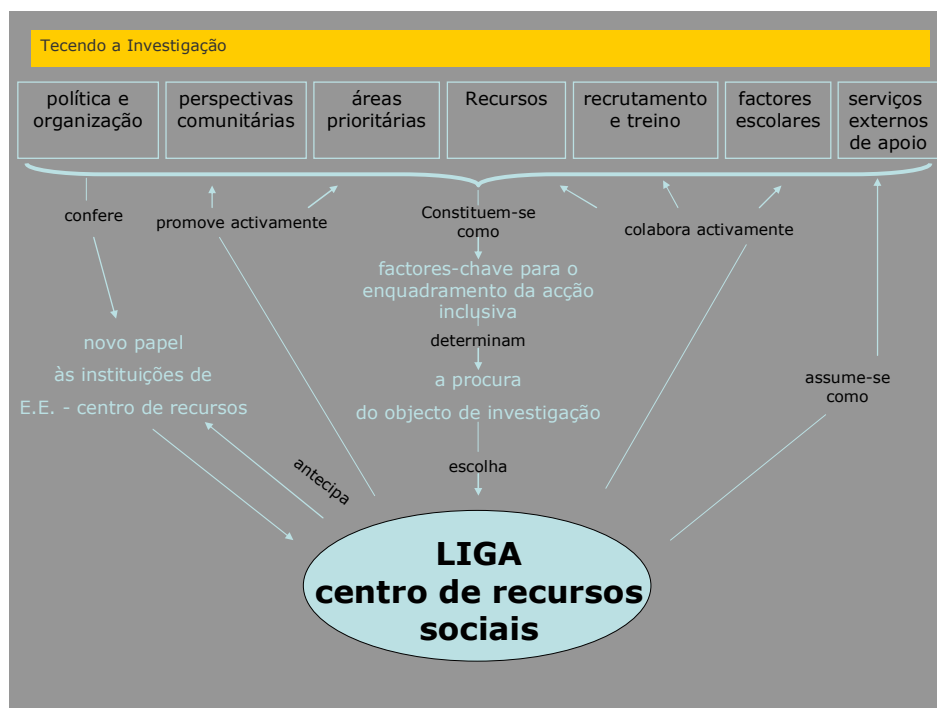 Tecendo a Investigação
política e
organização
perspectivas
comunitárias
áreas
prioritárias
Recursos
recrutamento
e treino
factores
escolares
serviços
externos
de apoio
confere
promove activamente
Constituem-se
como
colabora activamente
factores-chave para o
enquadramento da acção
inclusiva
determinam
novo papel
às instituições de
E.E. - centro de recursos
a procura
do objecto de investigação
assume-se
como
antecipa
escolha
LIGA
centro de recursos
sociais